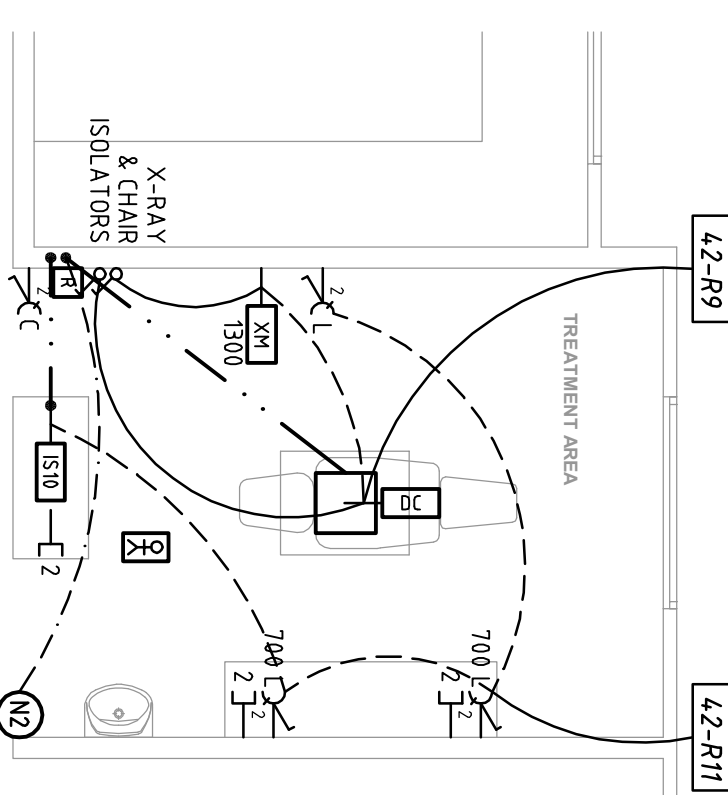 42-R9
X-RAY
& CHAIR
ISOLATORS
R
2
C
XM
1300
2
L
TREATMENT AREA
DC
IS10
2
700 L
2
2
700 L
2
2
N2
42-R11